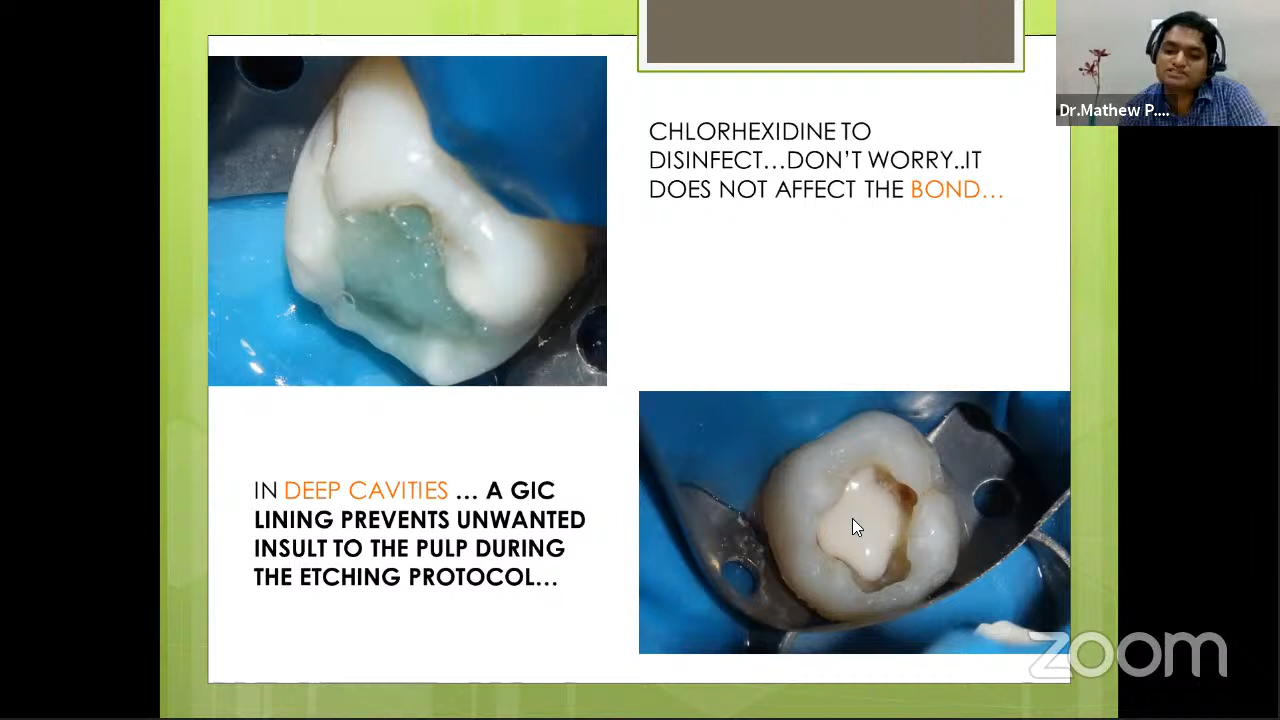 Dr.Mathew P....
CHLORHEXIDINE TO
DISINFECT...DON'T WORRY..IT
DOES NOT AFFECT THE BOND...
IN DEEP CAVITIES ... A GIC
LINING PREVENTS UNWANTED
INSULT TO THE PULP DURING
THE ETCHING PROTOCOL...
zoom